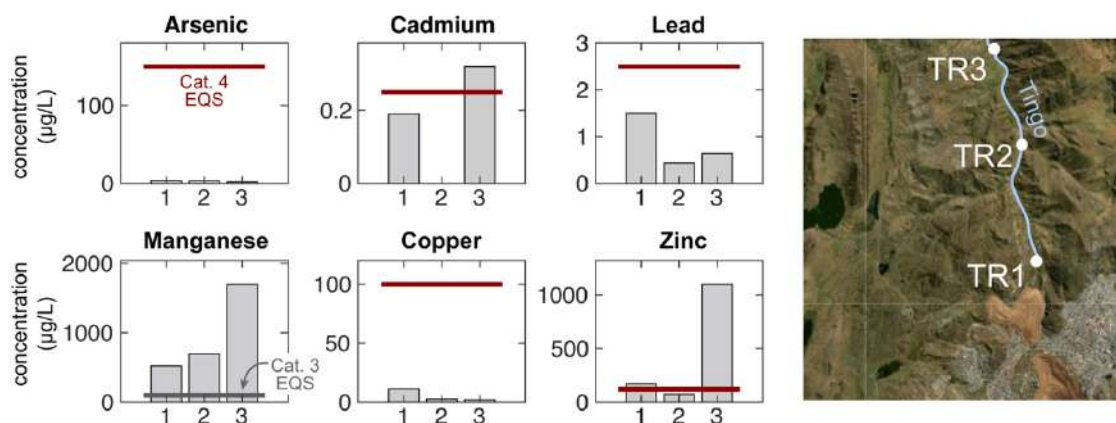 Arsenic
Cadmium
Lead
concentration
(µg/L)
100
0
Cat. 4
EQS
1 2 3
0.2
0
1 2 3
3
2
1
0
1 2 3
Manganese
Copper
Zinc
concentration
(µg/L)
2000
1000
0
Cat. 3
EQS
1 2 3
100
50
0
1 2 3
1000
500
0
1 2 3
TR3
Tingo
TR2
TR1